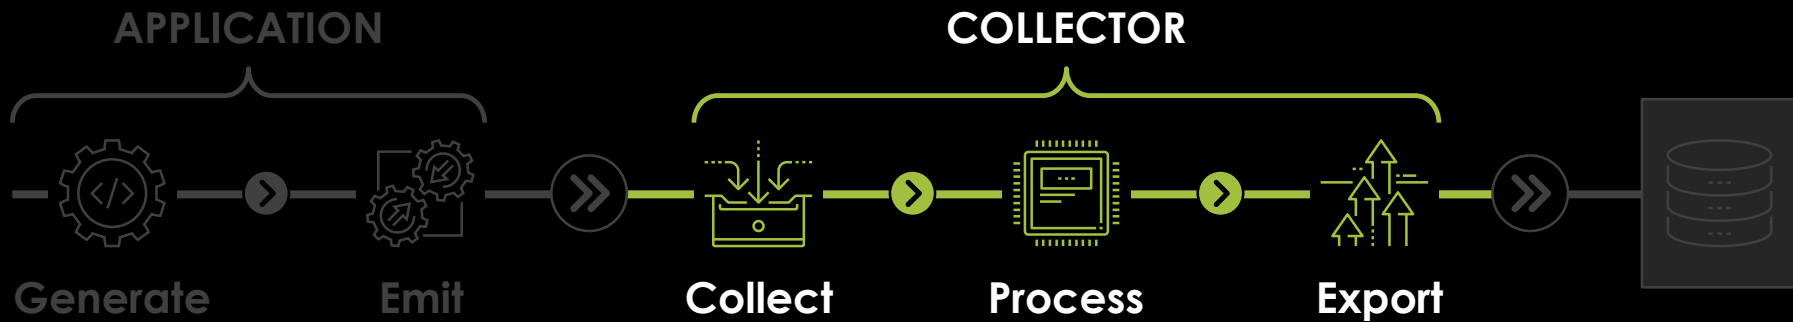 APPLICATION
COLLECTOR
Generate
Emit
Collect
Process
Export